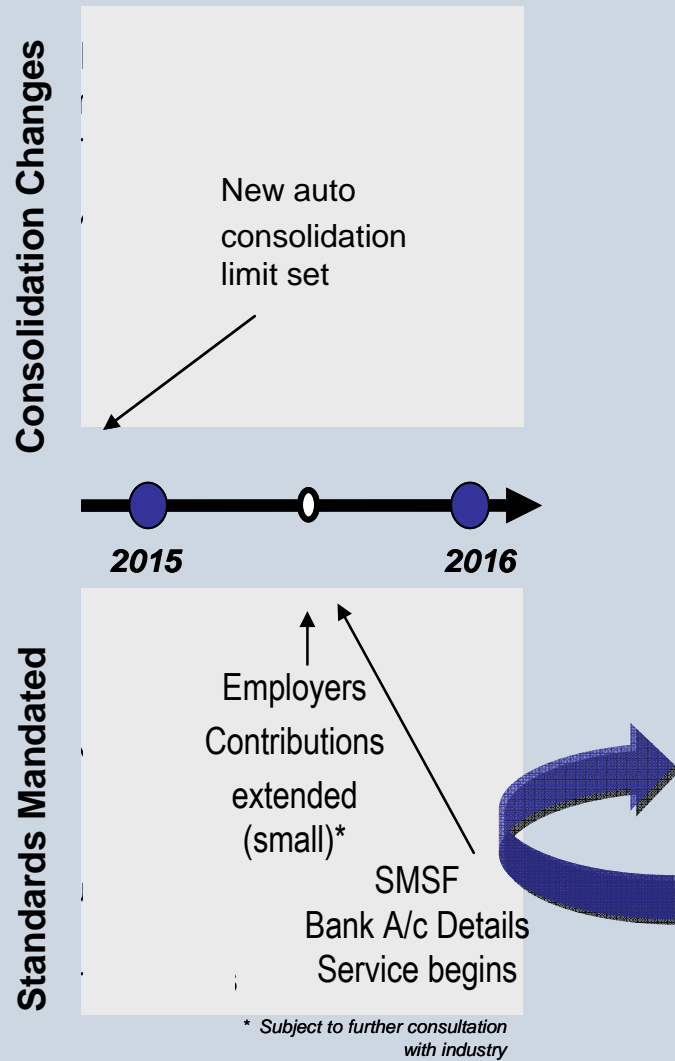 Consolidation Changes
New auto
consolidation
limit set
2015
2016
Standards Mandated
Employers
Contributions
extended
(small)*
SMSF
Bank A/c Details
Service begins
* Subject to further consultation
with industry